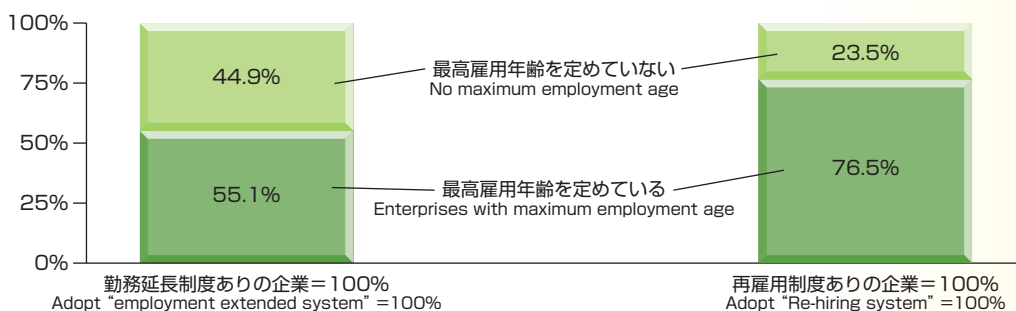 100%
75%
50%
25%
0%
44.9%
55.1%
最高雇用年齢を定めていない
No maximum employment age
最高雇用年齢を定めている
Enterprises with maximum employment age
23.5%
76.5%
勤務延長制度ありの企業＝100%
Adopt “employment extended system” =100%
再雇用制度ありの企業＝100%
Adopt “Re-hiring system” =100%